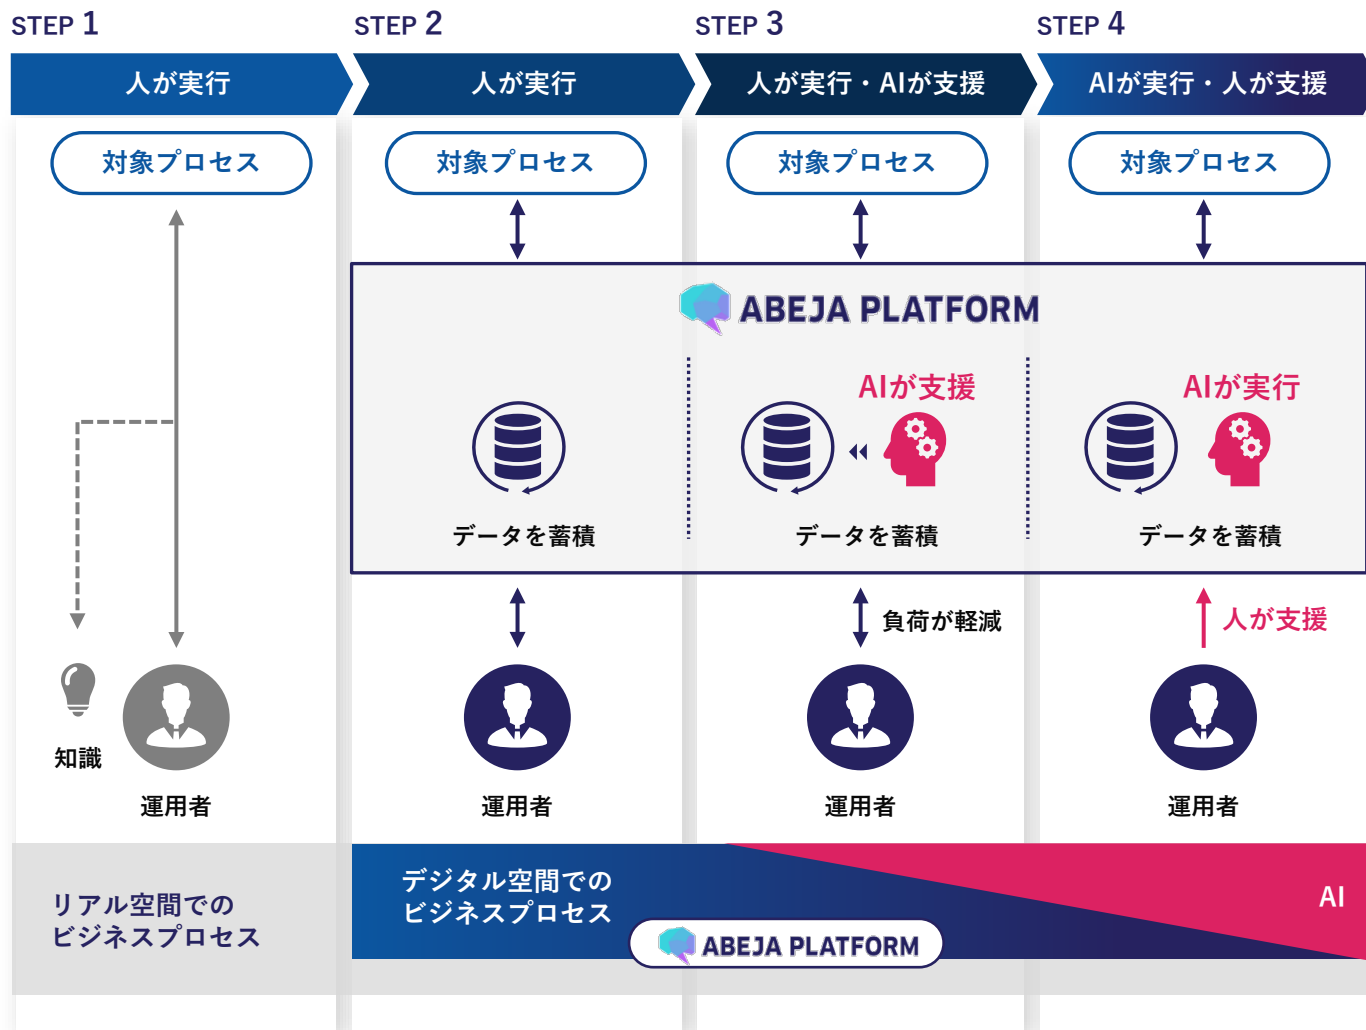 STEP 1
STEP 2
STEP 3
STEP 4
人が実行
人が実行
人が実行・AIが支援
AIが実行・人が支援
対象プロセス
対象プロセス
対象プロセス
対象プロセス
ABEJA PLATFORM
AIが支援
AIが実行
データを蓄積
データを蓄積
データを蓄積
負荷が軽減
人が支援
知識
運用者
運用者
運用者
運用者
リアル空間での
ビジネスプロセス
デジタル空間での
ビジネスプロセス
AI
ABEJA PLATFORM